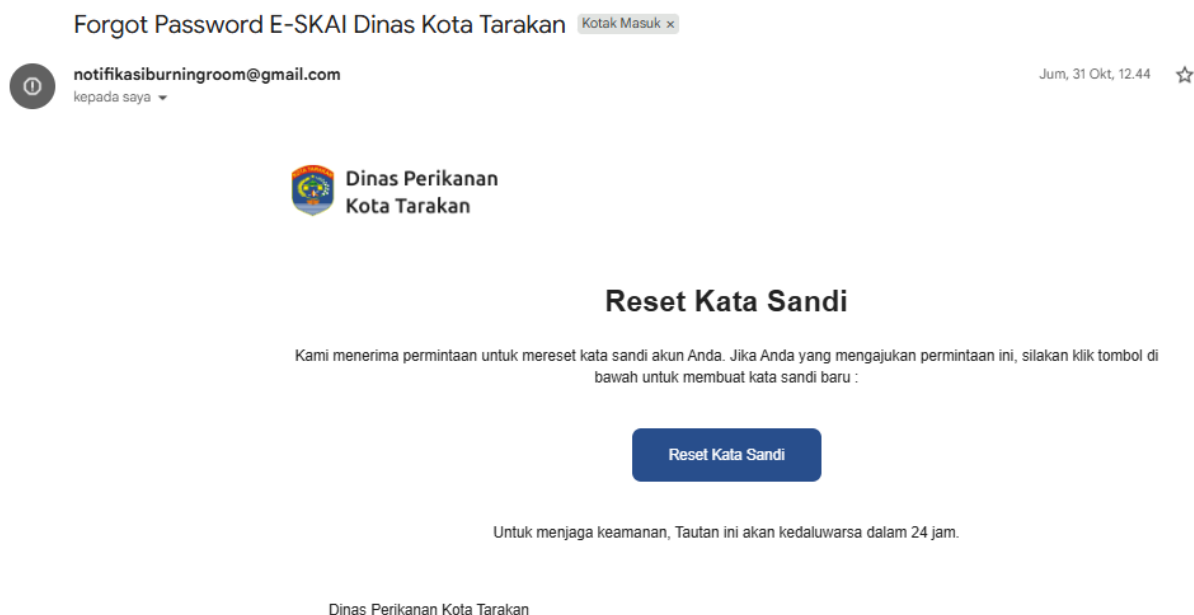 Forgot Password E-SKAI Dinas Kota Tarakan Kotak Masuk ×
notifikasiburningroom@gmail.com Jum, 31 Okt, 12.44
kepada saya
KOTA TARAKAN
Dinas Perikanan
Kota Tarakan
Reset Kata Sandi
Kami menerima permintaan untuk mereset kata sandi akun Anda. Jika Anda yang mengajukan permintaan ini, silakan klik tombol di
bawah untuk membuat kata sandi baru :
Reset Kata Sandi
Untuk menjaga keamanan, Tautan ini akan kedaluwarsa dalam 24 jam.
Dinas Perikanan Kota Tarakan